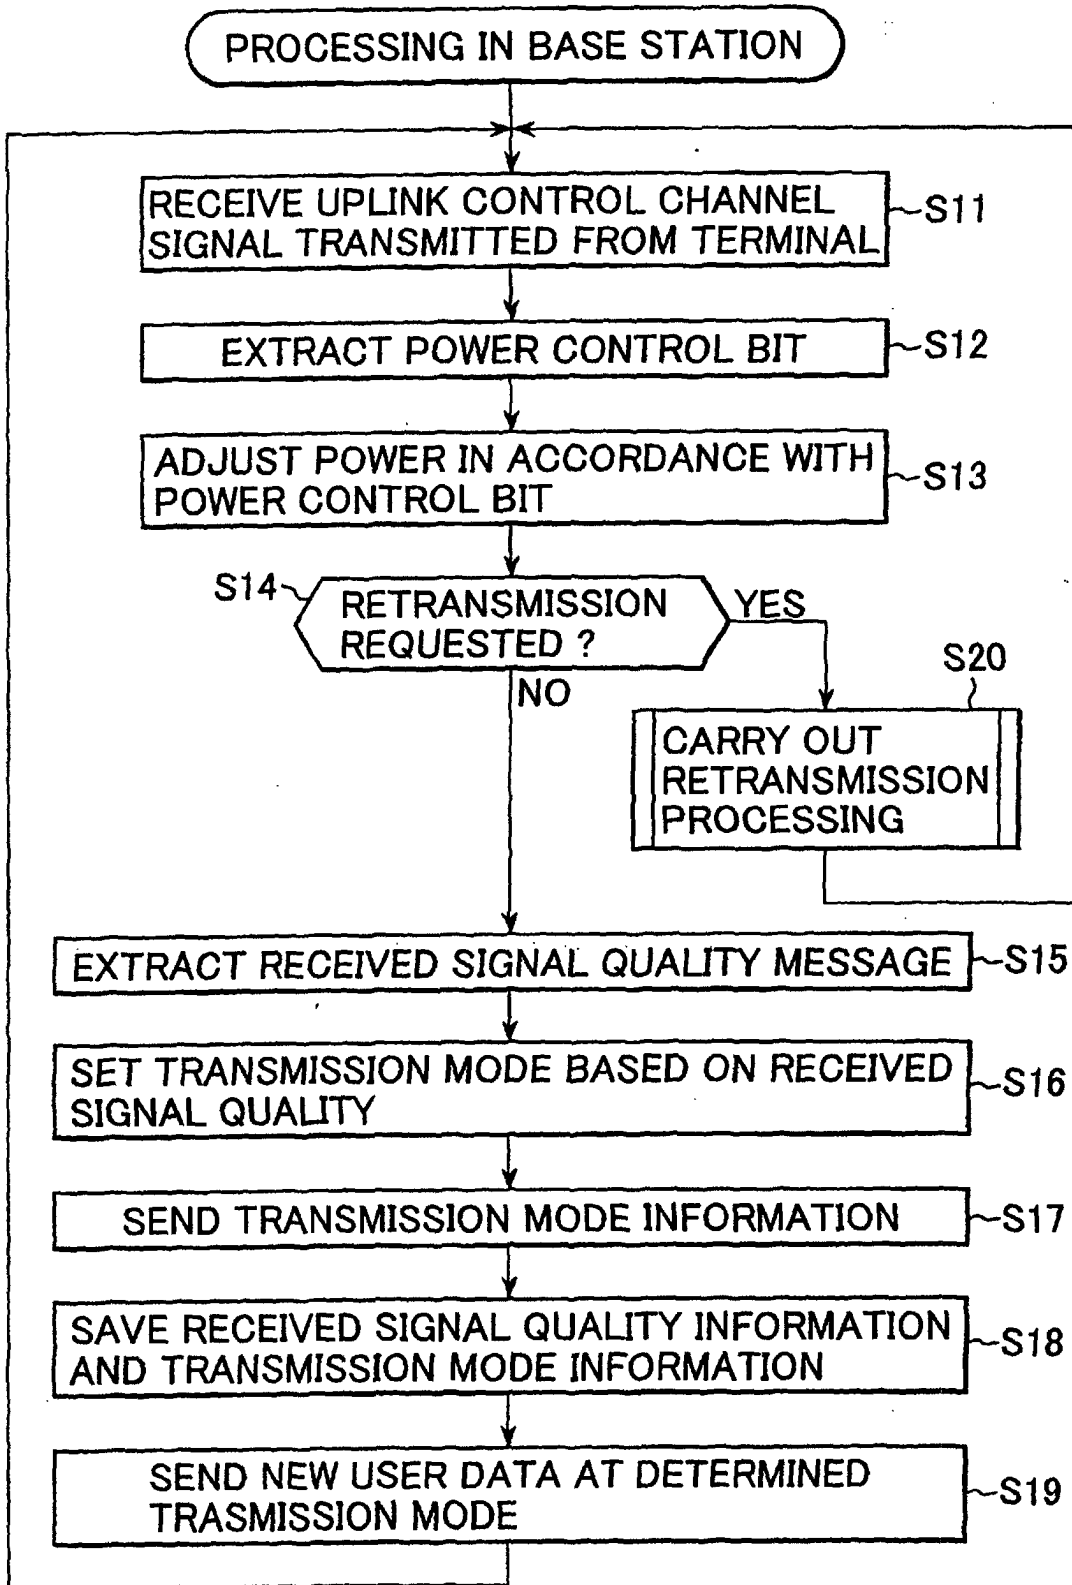 PROCESSING IN BASE STATION
RECEIVE UPLINK CONTROL CHANNEL
SIGNAL TRANSMITTED FROM TERMINAL
S11
EXTRACT POWER CONTROL BIT
S12
ADJUST POWER IN ACCORDANCE WITH
POWER CONTROL BIT
S13
S14
RETRANSMISSION
REQUESTED ?
YES
NO
S20
CARRY OUT
RETRANSMISSION
PROCESSING
EXTRACT RECEIVED SIGNAL QUALITY MESSAGE
S15
SET TRANSMISSION MODE BASED ON RECEIVED
SIGNAL QUALITY
S16
SEND TRANSMISSION MODE INFORMATION
S17
SAVE RECEIVED SIGNAL QUALITY INFORMATION
AND TRANSMISSION MODE INFORMATION
S18
SEND NEW USER DATA AT DETERMINED
TRASMISSION MODE
S19